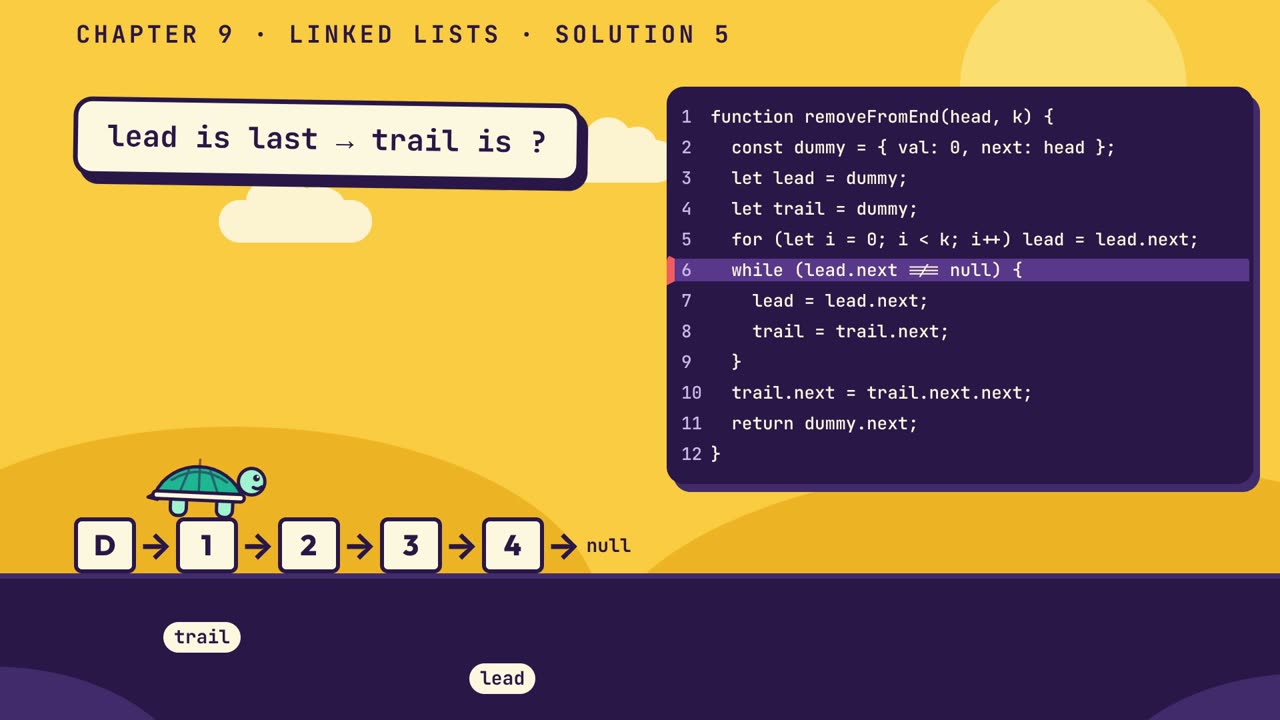 CHAPTER 9 · LINKED LISTS · SOLUTION 5
lead is last → trail is ?
1 function removeFromEnd(head, k) {
2   const dummy = { val: 0, next: head };
3   let lead = dummy;
4   let trail = dummy;
5   for (let i = 0; i < k; i++) lead = lead.next;
6   while (lead.next !== null) {
7     lead = lead.next;
8     trail = trail.next;
9   }
10   trail.next = trail.next.next;
11   return dummy.next;
12 }
D → 1 → 2 → 3 → 4 → null
trail
lead